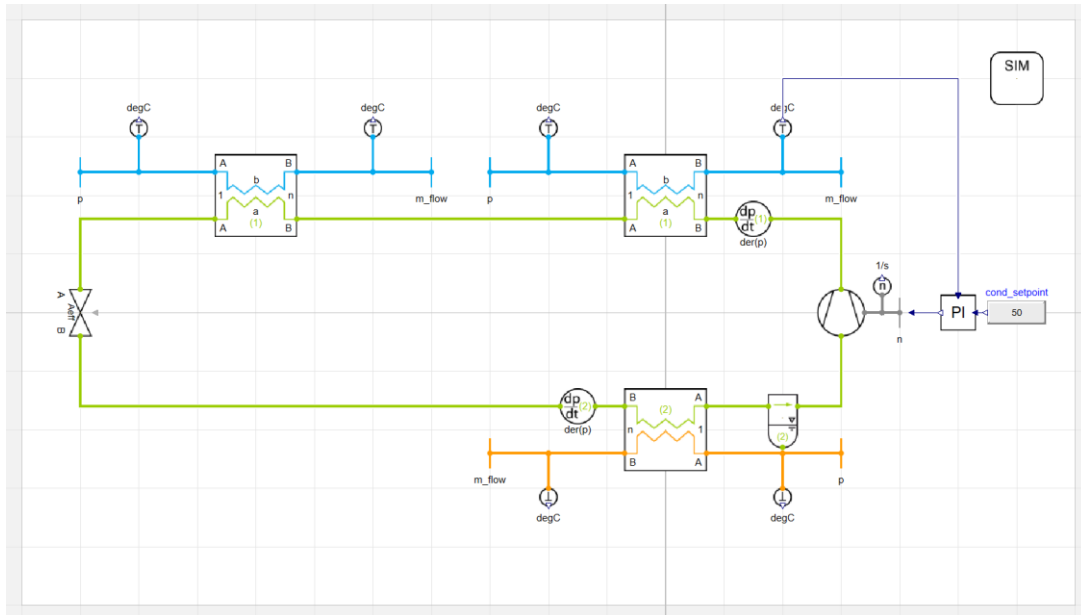 SIM
degC
degC
degC
degC
T
T
T
T
A
B
A
B
b
b
p
1
n
m_flow
p
1
n
m_flow
a
a
A
(1)
B
A
(1)
B
dp
dt
(1)
der(p)
1/s
n
A
Aeff
B
cond_setpoint
PI
50
n
dp
dt
(2)
der(p)
B
(2)
A
n
1
(2)
B
A
m_flow
p
T
T
degC
degC